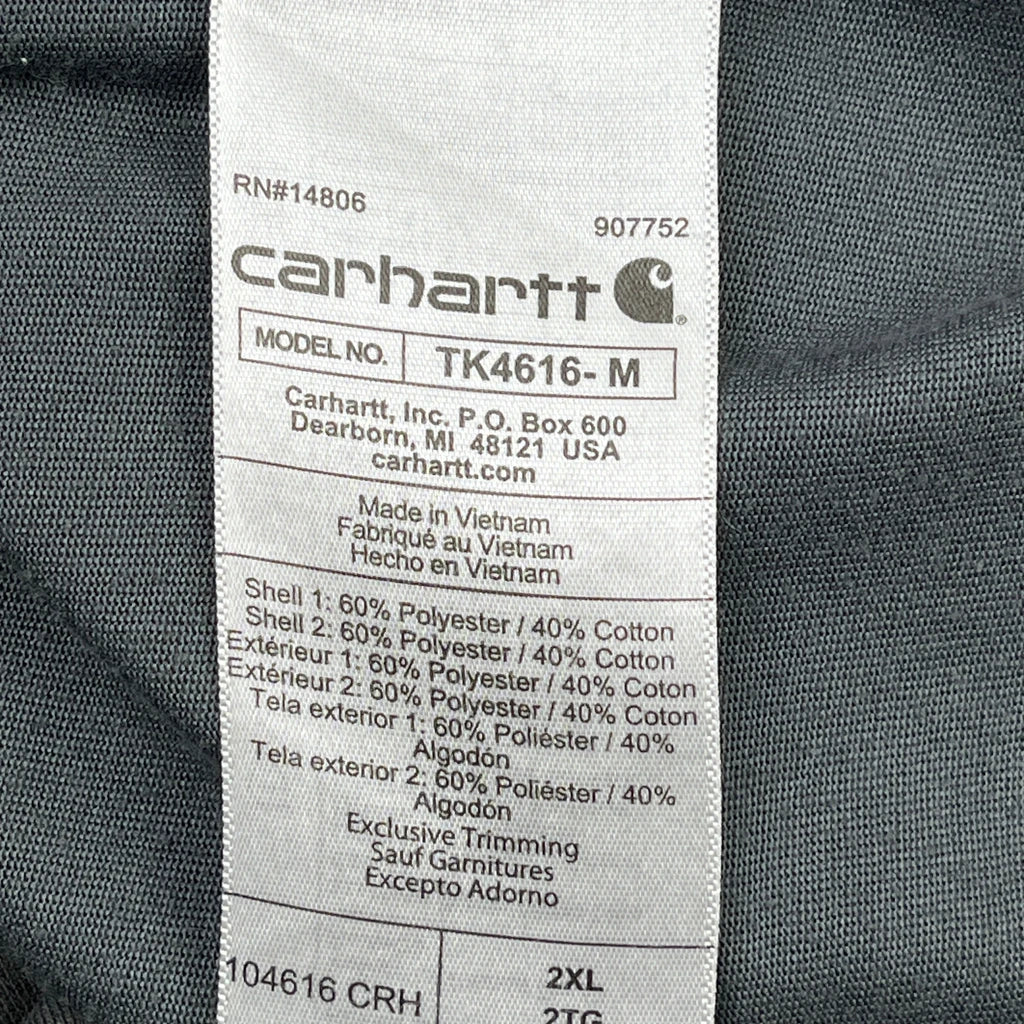 RN#14806
907752
carhartt
MODEL NO. TK4616- M
Carhartt, Inc. P.O. Box 600
Dearborn, MI 48121 USA
carhartt.com
Made in Vietnam
Fabriqué au Vietnam
Hecho en Vietnam
Shell 1: 60% Polyester / 40% Cotton
Shell 2: 60% Polyester / 40% Cotton
Extérieur 1: 60% Polyester / 40% Coton
Extérieur 2: 60% Polyester / 40% Coton
Tela exterior 1: 60% Poliéster / 40%
Algodón
Tela exterior 2: 60% Poliéster / 40%
Algodón
Exclusive Trimming
Sauf Garnitures
Excepto Adorno
104616 CRH
2XL
2TG